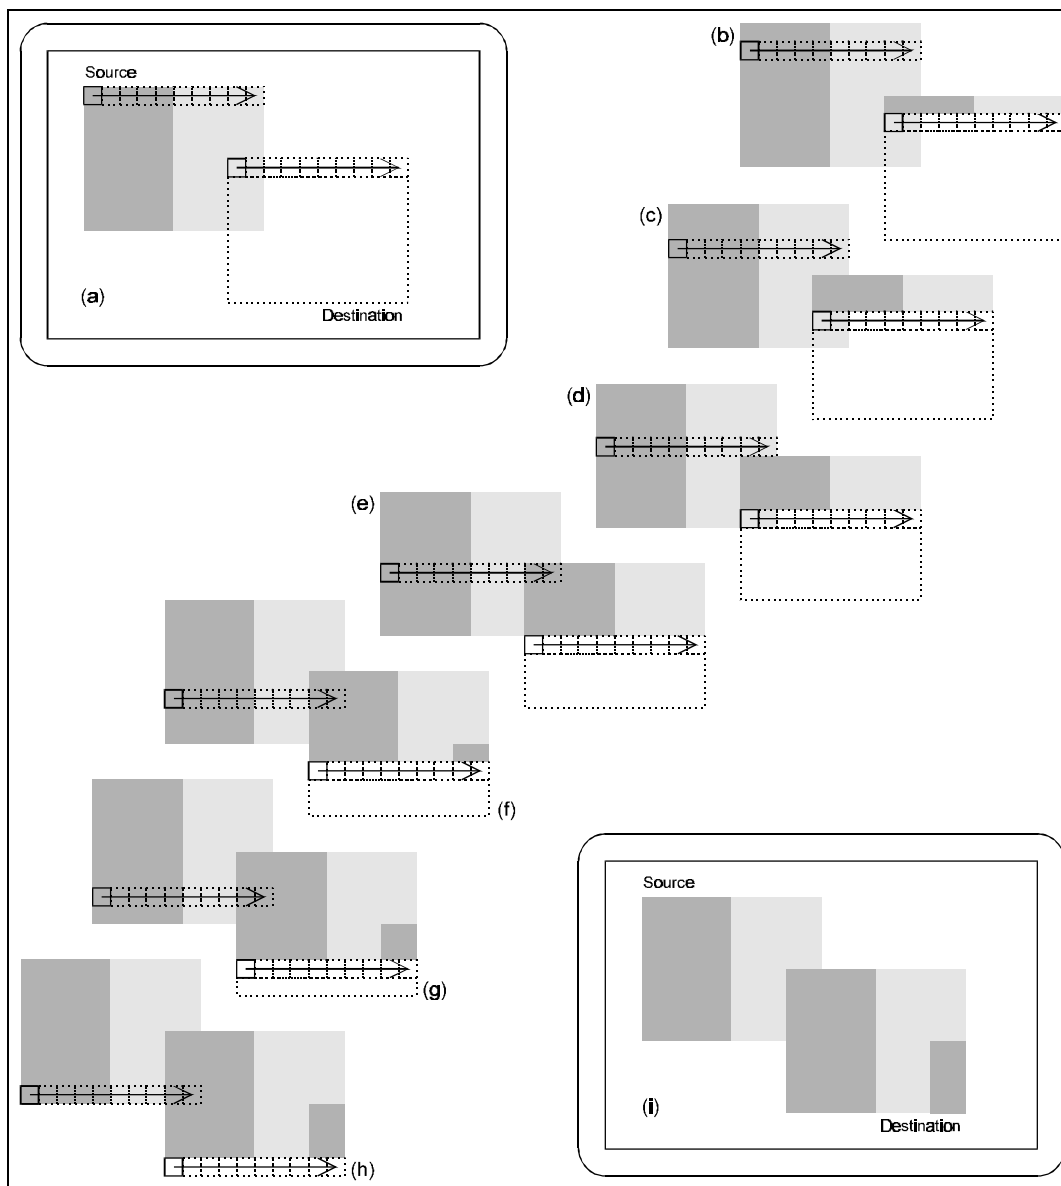 Source
(a)
Destination
(b)
(c)
(d)
(e)
(f)
(g)
(h)
Source
(i)
Destination